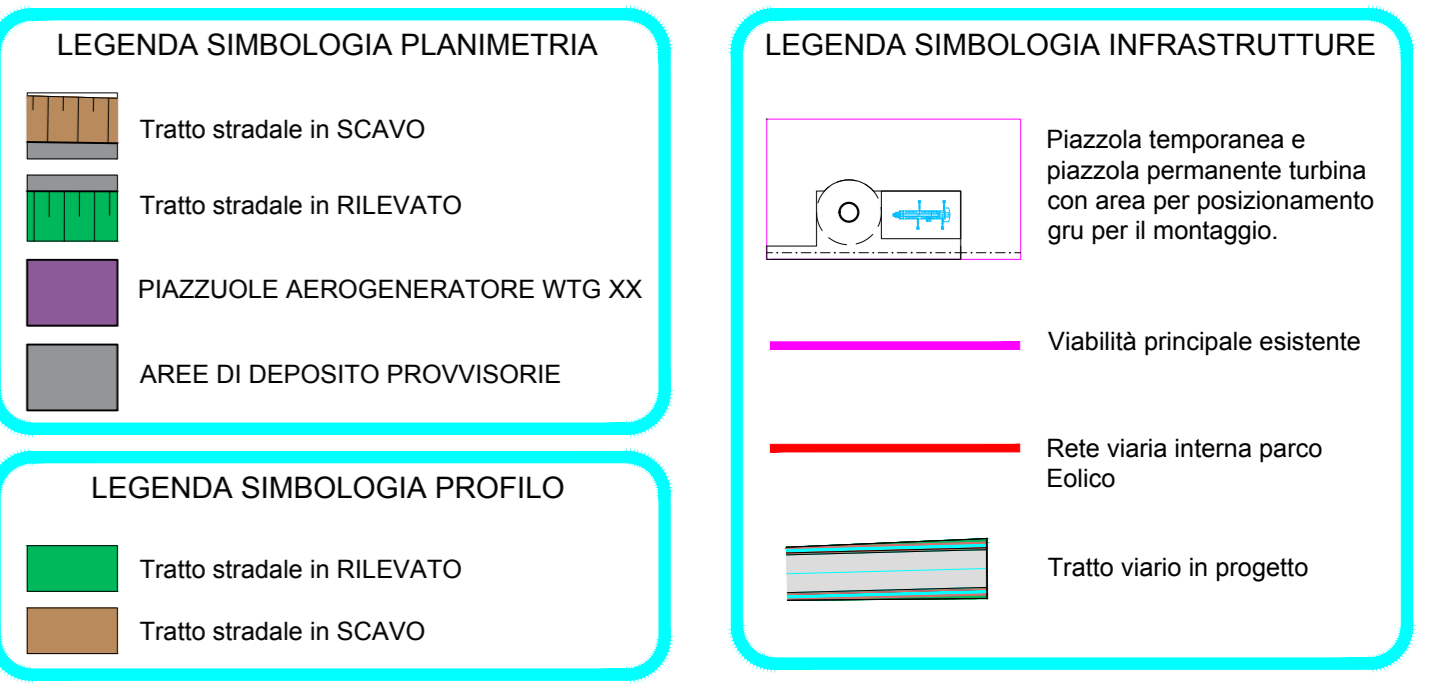 LEGENDA SIMBOLOGIA PLANIMETRIA
Tratto stradale in SCAVO
Tratto stradale in RILEVATO
PIAZZUOLE AEROGENERATORE WTG XX
AREE DI DEPOSITO PROVVISORIE
LEGENDA SIMBOLOGIA PROFILO
Tratto stradale in RILEVATO
Tratto stradale in SCAVO
LEGENDA SIMBOLOGIA INFRASTRUTTURE
Piazzola temporanea e
piazzola permanente turbina
con area per posizionamento
gru per il montaggio.
Viabilità principale esistente
Rete viaria interna parco
Eolico
Tratto viario in progetto